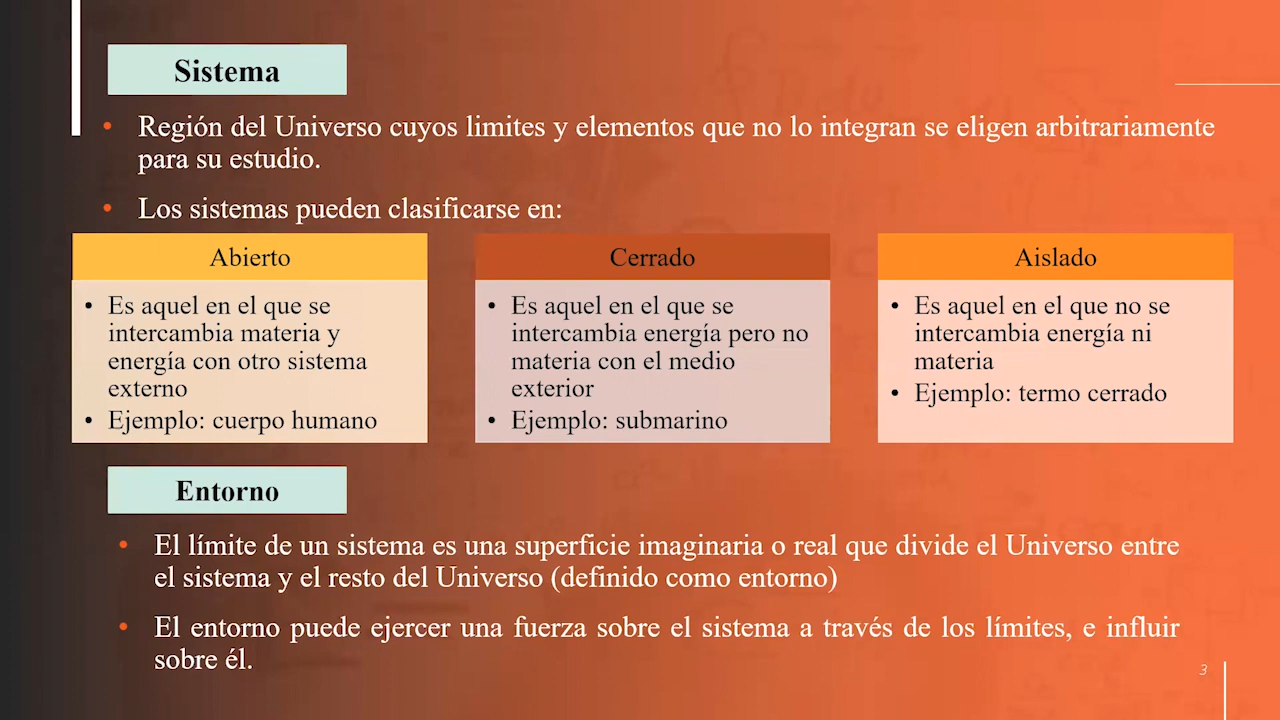 Sistema
• Región del Universo cuyos limites y elementos que no lo integran se eligen arbitrariamente
para su estudio.
• Los sistemas pueden clasificarse en:
Abierto
• Es aquel en el que se
intercambia materia y
energía con otro sistema
externo
• Ejemplo: cuerpo humano
Cerrado
• Es aquel en el que se
intercambia energía pero no
materia con el medio
exterior
• Ejemplo: submarino
Aislado
• Es aquel en el que no se
intercambia energía ni
materia
• Ejemplo: termo cerrado
Entorno
• El límite de un sistema es una superficie imaginaria o real que divide el Universo entre
el sistema y el resto del Universo (definido como entorno)
• El entorno puede ejercer una fuerza sobre el sistema a través de los límites, e influir
sobre él.
3